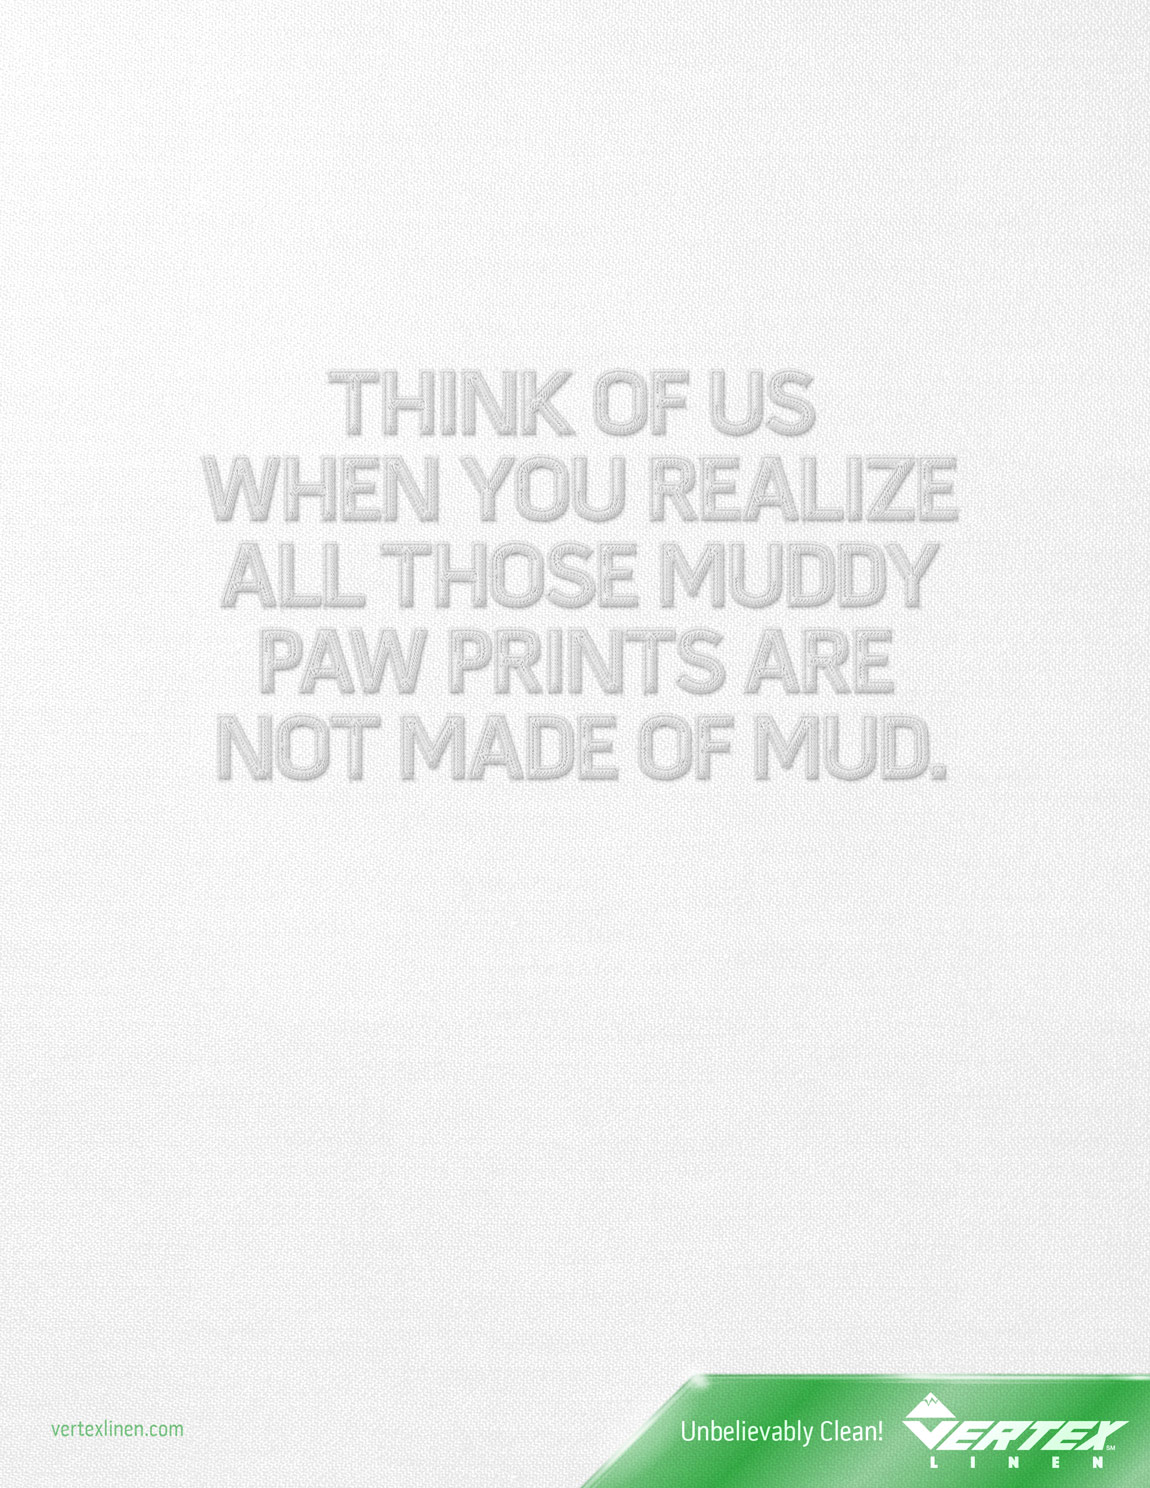 THINK OF US
WHEN YOU REALIZE
ALL THOSE MUDDY
PAW PRINTS ARE
NOT MADE OF MUD.
vertexlinen.com
Unbelievably Clean!
VERTEX SM
LINEN